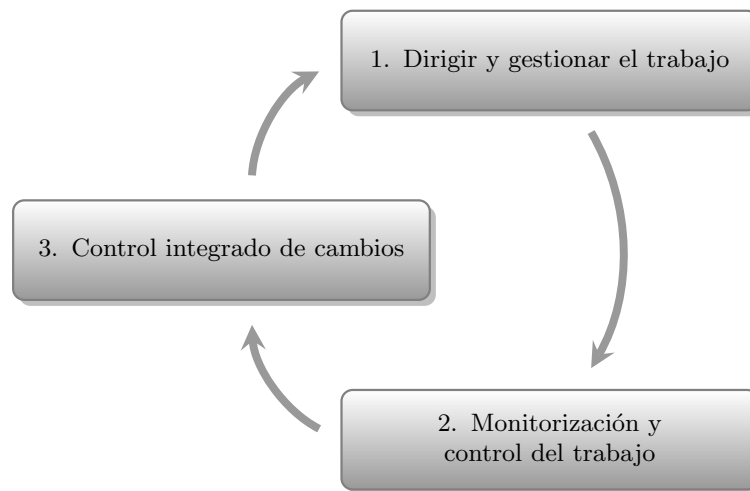 1. Dirigir y gestionar el trabajo
3. Control integrado de cambios
2. Monitorización y
control del trabajo